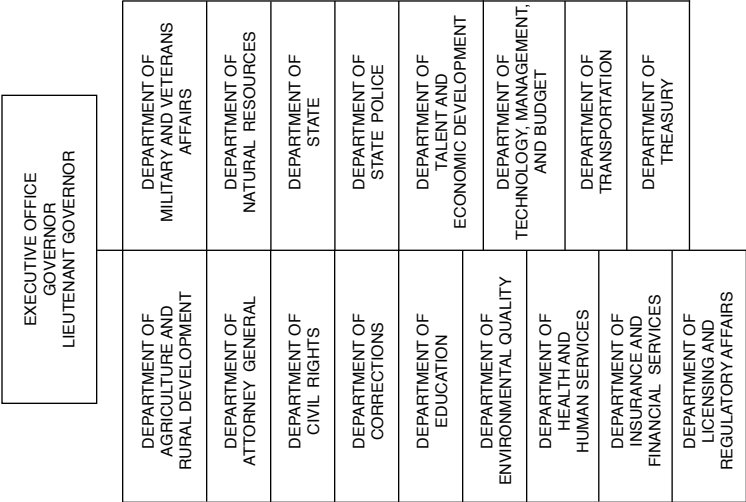 EXECUTIVE OFFICE
GOVERNOR
LIEUTENANT GOVERNOR
DEPARTMENT OF
AGRICULTURE AND
RURAL DEVELOPMENT
DEPARTMENT OF
ATTORNEY GENERAL
DEPARTMENT OF
CIVIL RIGHTS
DEPARTMENT OF
CORRECTIONS
DEPARTMENT OF
EDUCATION
DEPARTMENT OF
ENVIRONMENTAL QUALITY
DEPARTMENT OF
HEALTH AND
HUMAN SERVICES
DEPARTMENT OF
INSURANCE AND
FINANCIAL SERVICES
DEPARTMENT OF
LICENSING AND
REGULATORY AFFAIRS
DEPARTMENT OF
MILITARY AND VETERANS
AFFAIRS
DEPARTMENT OF
NATURAL RESOURCES
DEPARTMENT OF
STATE
DEPARTMENT OF
STATE POLICE
DEPARTMENT OF
TALENT AND
ECONOMIC DEVELOPMENT
DEPARTMENT OF
TECHNOLOGY, MANAGEMENT,
AND BUDGET
DEPARTMENT OF
TRANSPORTATION
DEPARTMENT OF
TREASURY